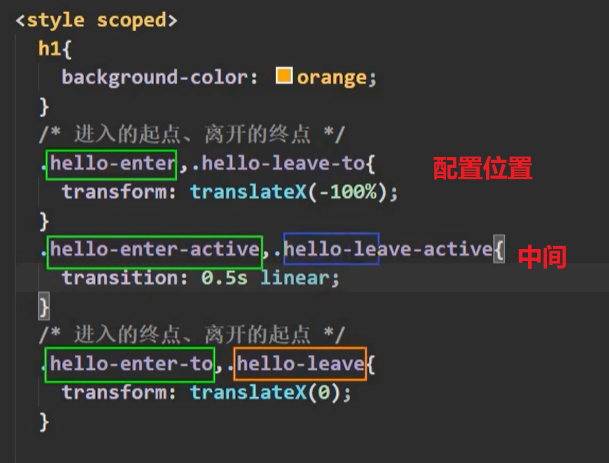 <style scoped>
h1{
background-color: orange;
}
/* 进入的起点、离开的终点 */
.hello-enter,.hello-leave-to{ 配置位置
transform: translateX(-100%);
}
.hello-enter-active,.hello-leave-active{ 中间
transition: 0.5s linear;
}
/* 进入的终点、离开的起点 */
.hello-enter-to,.hello-leave{
transform: translateX(0);
}